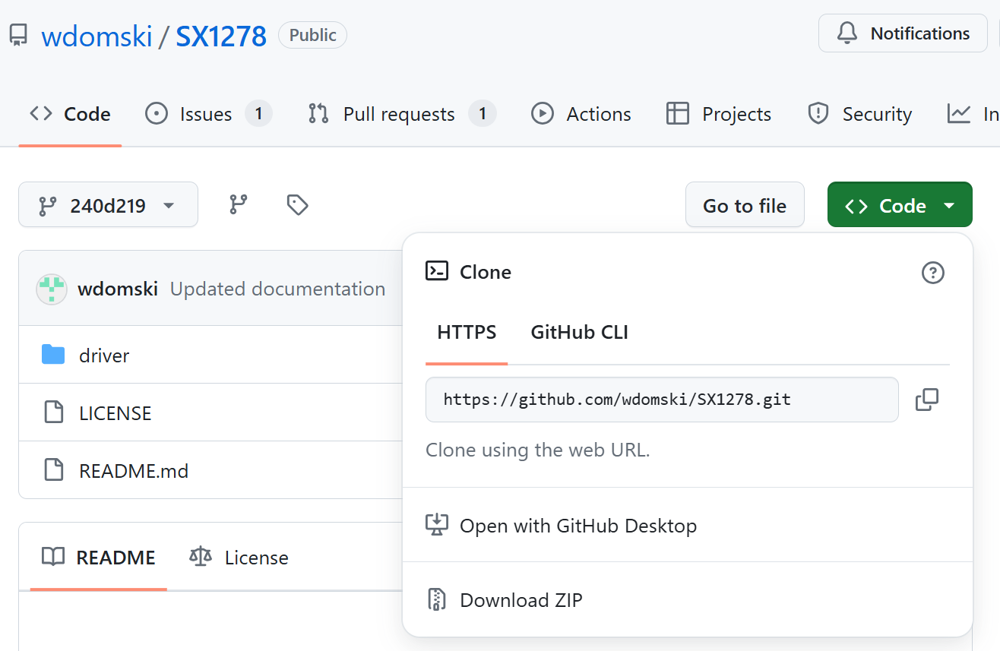 wdomski / SX1278 Public
Notifications
Code
Issues 1
Pull requests 1
Actions
Projects
Security
In
240d219
Go to file
Code
wdomski Updated documentation
driver
LICENSE
README.md
README
License
Clone
HTTPS
GitHub CLI
https://github.com/wdomski/SX1278.git
Clone using the web URL.
Open with GitHub Desktop
Download ZIP